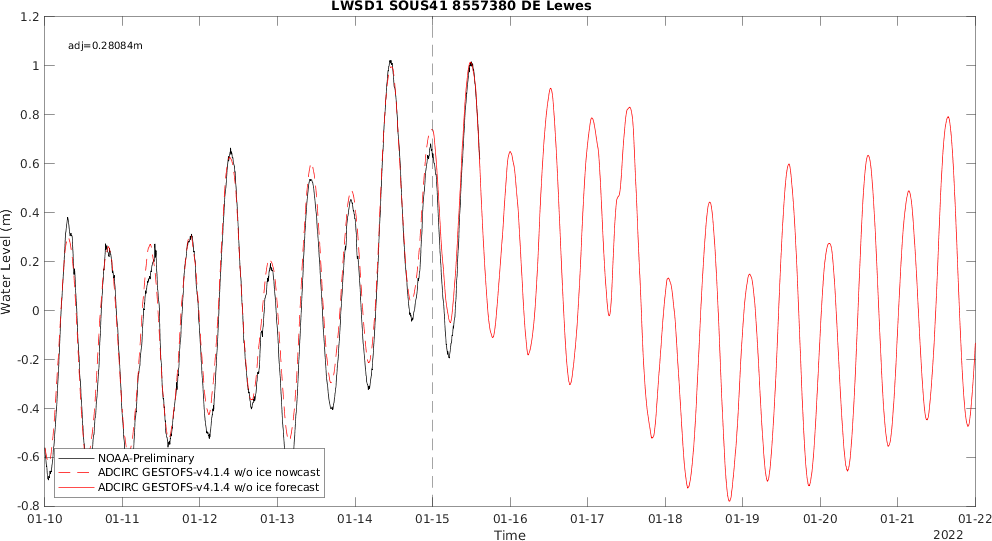 LWSD1 SOUS41 8557380 DE Lewes
adj=0.28084m
Water Level (m)
1.2
1
0.8
0.6
0.4
0.2
0
-0.2
-0.4
-0.6
-0.8
NOAA-Preliminary
ADCIRC GESTOFS-v4.1.4 w/o ice nowcast
ADCIRC GESTOFS-v4.1.4 w/o ice forecast
01-10 01-11 01-12 01-13 01-14 01-15 01-16 01-17 01-18 01-19 01-20 01-21 01-22
Time
2022